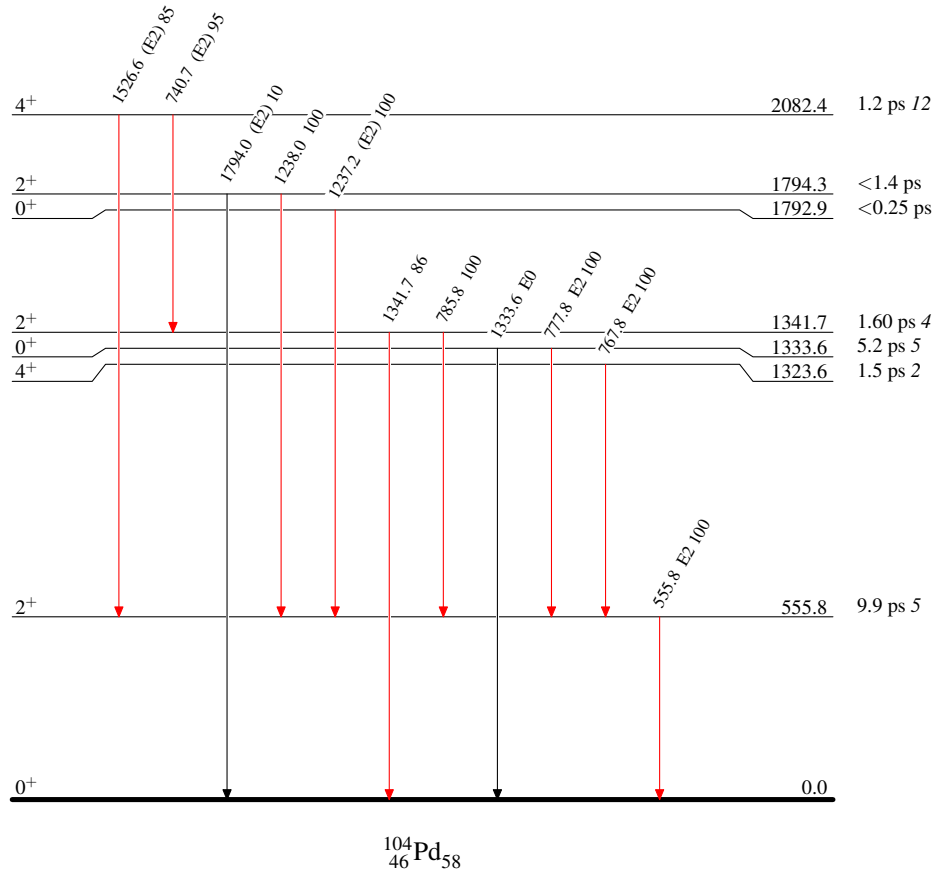 1526.6 (E2) 85
740.7 (E2) 95
4+ 2082.4 1.2 ps 12
1794.0 (E2) 10
1238.0 100
1237.2 (E2) 100
2+ 1794.3 <1.4 ps
0+ 1792.9 <0.25 ps
1341.7 86
785.8 100
1333.6 E0
777.8 E2 100
767.8 E2 100
2+ 1341.7 1.60 ps 4
0+ 1333.6 5.2 ps 5
4+ 1323.6 1.5 ps 2
555.8 E2 100
2+ 555.8 9.9 ps 5
0+ 0.0
104 46 Pd 58